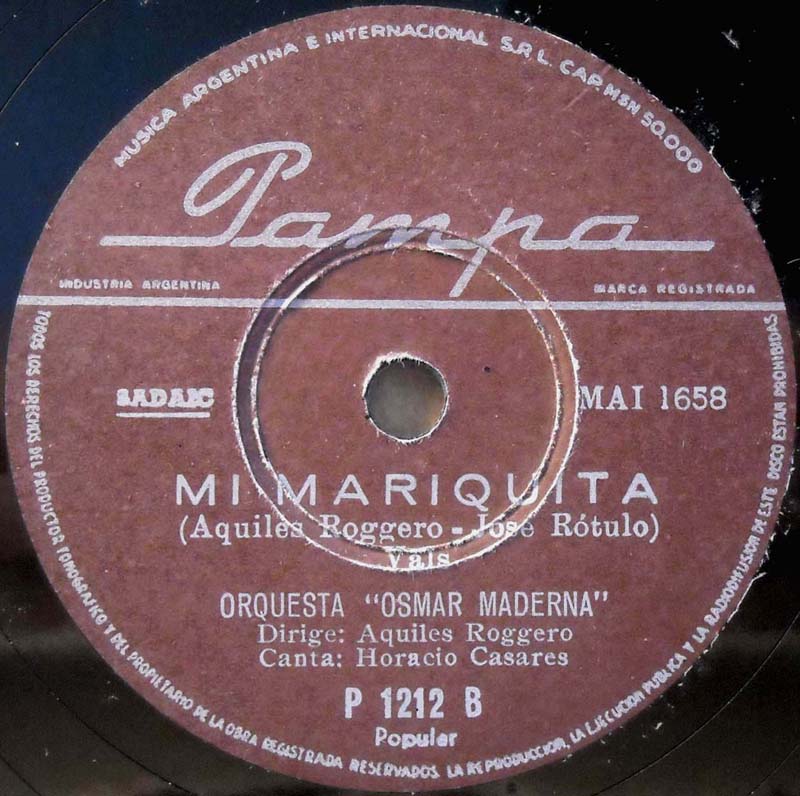 MUSICA ARGENTINA E INTERNACIONAL S.R.L. CAP. M$N 50.000
Pampa
INDUSTRIA ARGENTINA
MARCA REGISTRADA
SADAIC
MAI 1658
MI MARIQUITA
(Aquiles Roggero - José Rótulo)
Vals
ORQUESTA "OSMAR MADERNA"
Dirige: Aquiles Roggero
Canta: Horacio Casares
P 1212 B
Popular
TODOS LOS DERECHOS DEL PRODUCTOR FONOGRAFICO Y DEL PROPIETARIO DE LA OBRA REGISTRADA RESERVADOS. LA REPRODUCCION, LA EJECUCION PUBLICA Y LA RADIODIFUSION DE ESTE DISCO ESTAN PROHIBIDAS